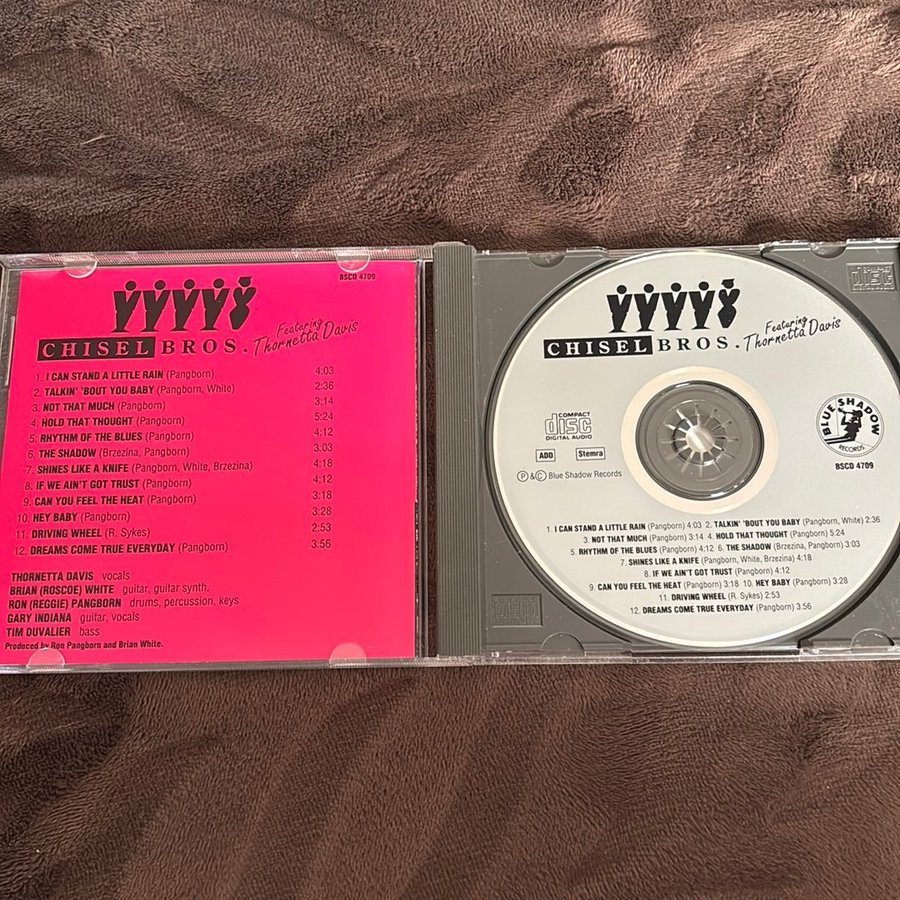 BSCD 4709
Featuring
Thornetta Davis
CHISEL BROS.
1. I CAN STAND A LITTLE RAIN (Pangborn) 4:03
2. TALKIN' 'BOUT YOU BABY (Pangborn, White) 2:36
3. NOT THAT MUCH (Pangborn) 3:14
4. HOLD THAT THOUGHT (Pangborn) 5:24
5. RHYTHM OF THE BLUES (Pangborn) 4:12
6. THE SHADOW (Brzezina, Pangborn) 3:03
7. SHINES LIKE A KNIFE (Pangborn, White, Brzezina) 4:18
8. IF WE AIN'T GOT TRUST (Pangborn) 4:12
9. CAN YOU FEEL THE HEAT (Pangborn) 3:18
10. HEY BABY (Pangborn) 3:28
11. DRIVING WHEEL (R. Sykes) 2:53
12. DREAMS COME TRUE EVERYDAY (Pangborn) 3:56
THORNETTA DAVIS vocals
BRIAN (ROSCOE) WHITE guitar, guitar synth,
RON (REGGIE) PANGBORN drums, percussion, keys
GARY INDIANA guitar, vocals
TIM DUVALIER bass
Produced by Ron Pangborn and Brian White.
Featuring
Thornetta Davis
CHISEL BROS.
COMPACT
disc
DIGITAL AUDIO
ADD Stemra
P & C Blue Shadow Records
BLUE SHADOW
RECORDS
BSCD 4709
1. I CAN STAND A LITTLE RAIN (Pangborn) 4:03 2. TALKIN' 'BOUT YOU BABY (Pangborn, White) 2:36
3. NOT THAT MUCH (Pangborn) 3:14 4. HOLD THAT THOUGHT (Pangborn) 5:24
5. RHYTHM OF THE BLUES (Pangborn) 4:12 6. THE SHADOW (Brzezina, Pangborn) 3:03
7. SHINES LIKE A KNIFE (Pangborn, White, Brzezina) 4:18
8. IF WE AIN'T GOT TRUST (Pangborn) 4:12
9. CAN YOU FEEL THE HEAT (Pangborn) 3:18 10. HEY BABY (Pangborn) 3:28
11. DRIVING WHEEL (R. Sykes) 2:53
12. DREAMS COME TRUE EVERYDAY (Pangborn) 3:56
COMPACT
disc
DIGITAL AUDIO